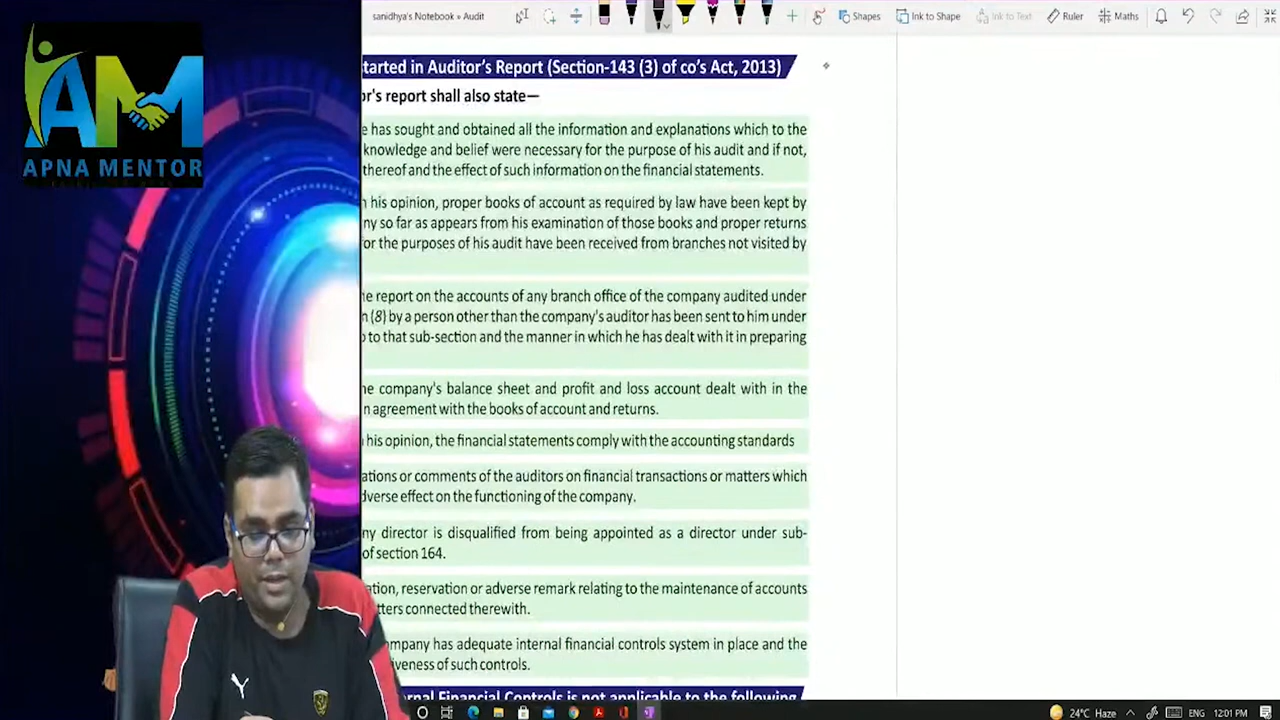 sanidhya's Notebook » Audit
Shapes
Ink to Shape
Ink to Text
Ruler
Maths
AM
APNA MENTOR
tarted in Auditor's Report (Section-143 (3) of co's Act, 2013)
or's report shall also state—
e has sought and obtained all the information and explanations which to the
knowledge and belief were necessary for the purpose of his audit and if not,
thereof and the effect of such information on the financial statements.
n his opinion, proper books of account as required by law have been kept by
ny so far as appears from his examination of those books and proper returns
for the purposes of his audit have been received from branches not visited by
he report on the accounts of any branch office of the company audited under
n (8) by a person other than the company's auditor has been sent to him under
o to that sub-section and the manner in which he has dealt with it in preparing
he company's balance sheet and profit and loss account dealt with in the
n agreement with the books of account and returns.
his opinion, the financial statements comply with the accounting standards
ations or comments of the auditors on financial transactions or matters which
dverse effect on the functioning of the company.
ny director is disqualified from being appointed as a director under sub-
of section 164.
ation, reservation or adverse remark relating to the maintenance of accounts
tters connected therewith.
ompany has adequate internal financial controls system in place and the
tiveness of such controls.
rnal Financial Controls is not applicable to the following
24°C Haze
ENG
12:01 PM